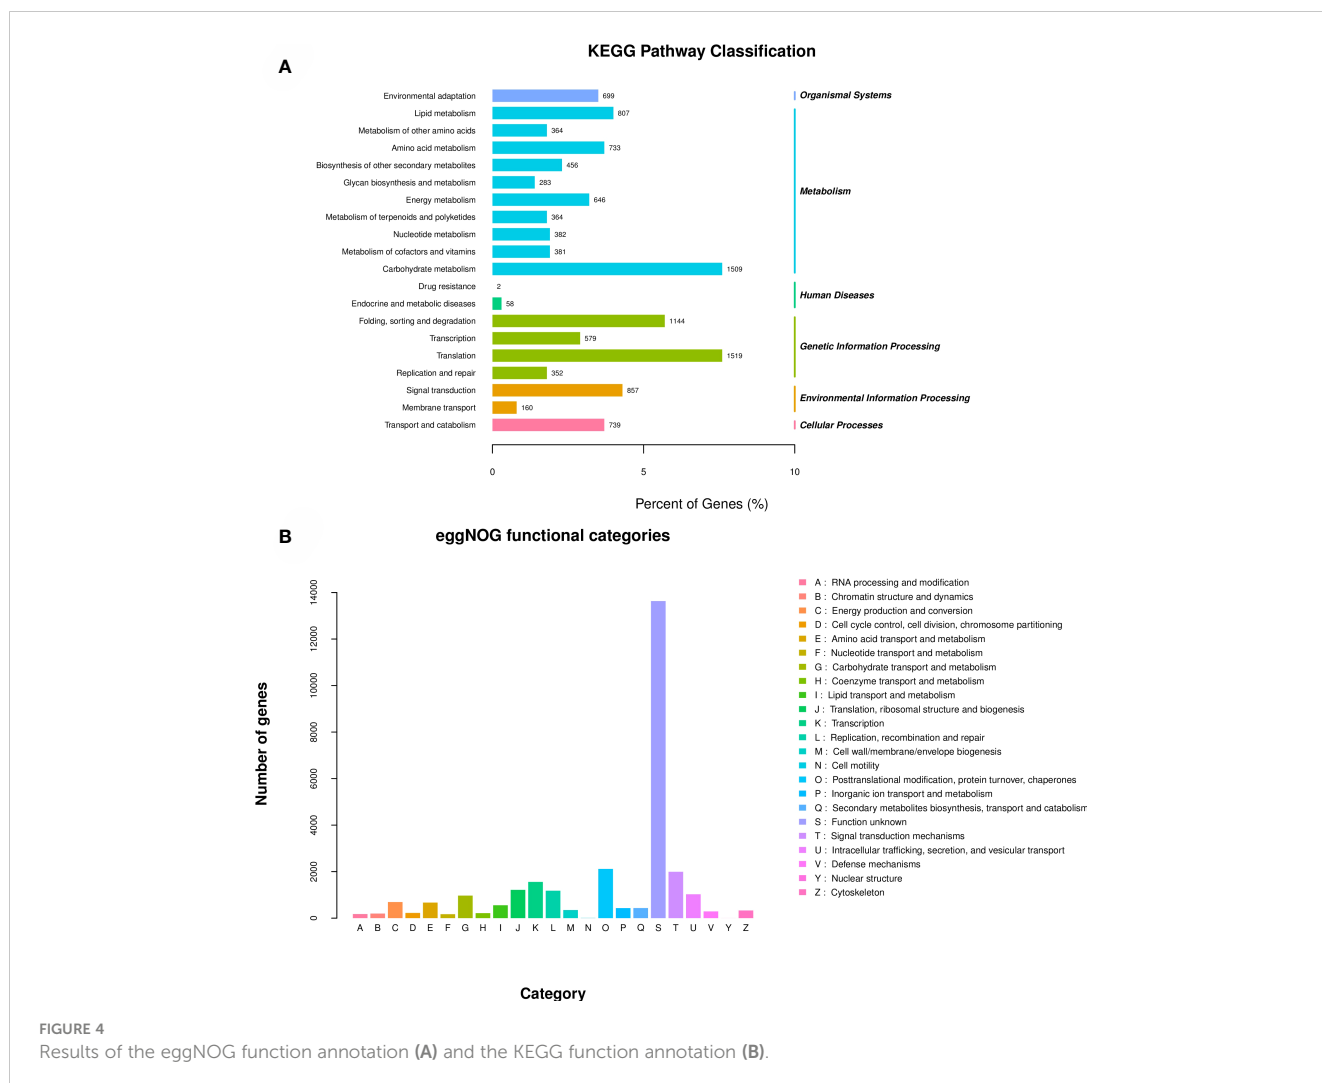 KEGG Pathway Classification
A
Environmental adaptation 699 Organismal Systems
Lipid metabolism 807
Metabolism of other amino acids 364
Amino acid metabolism 733
Biosynthesis of other secondary metabolites 456
Glycan biosynthesis and metabolism 283
Metabolism
Energy metabolism 646
Metabolism of terpenoids and polyketides 364
Nucleotide metabolism 382
Metabolism of cofactors and vitamins 381
Carbohydrate metabolism 1509
Drug resistance 2
Human Diseases
Endocrine and metabolic diseases 58
Folding, sorting and degradation 1144
Transcription 579
Genetic Information Processing
Translation 1519
Replication and repair 352
Signal transduction 857
Environmental Information Processing
Membrane transport 160
Transport and catabolism 739 Cellular Processes
0 5 10
Percent of Genes (%)
B
eggNOG functional categories
Number of genes
14000
12000
10000
8000
6000
4000
2000
0
A B C D E F G H I J K L M N O P Q S T U V Y Z
Category
A : RNA processing and modification
B : Chromatin structure and dynamics
C : Energy production and conversion
D : Cell cycle control, cell division, chromosome partitioning
E : Amino acid transport and metabolism
F : Nucleotide transport and metabolism
G : Carbohydrate transport and metabolism
H : Coenzyme transport and metabolism
I : Lipid transport and metabolism
J : Translation, ribosomal structure and biogenesis
K : Transcription
L : Replication, recombination and repair
M : Cell wall/membrane/envelope biogenesis
N : Cell motility
O : Posttranslational modification, protein turnover, chaperones
P : Inorganic ion transport and metabolism
Q : Secondary metabolites biosynthesis, transport and catabolism
S : Function unknown
T : Signal transduction mechanisms
U : Intracellular trafficking, secretion, and vesicular transport
V : Defense mechanisms
Y : Nuclear structure
Z : Cytoskeleton
FIGURE 4
Results of the eggNOG function annotation (A) and the KEGG function annotation (B).